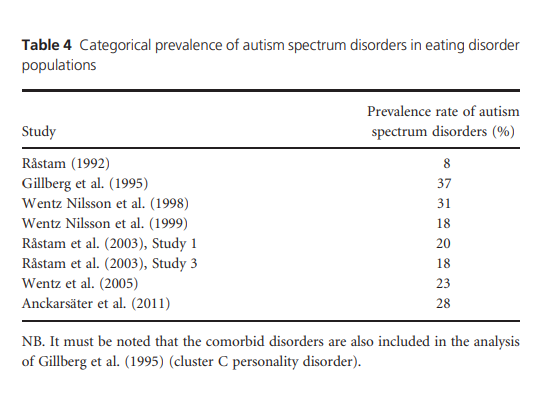 Table 4 Categorical prevalence of autism spectrum disorders in eating disorder
populations
Prevalence rate of autism
Study spectrum disorders (%)
Råstam (1992) 8
Gillberg et al. (1995) 37
Wentz Nilsson et al. (1998) 31
Wentz Nilsson et al. (1999) 18
Råstam et al. (2003), Study 1 20
Råstam et al. (2003), Study 3 18
Wentz et al. (2005) 23
Anckarsäter et al. (2011) 28
NB. It must be noted that the comorbid disorders are also included in the analysis
of Gillberg et al. (1995) (cluster C personality disorder).